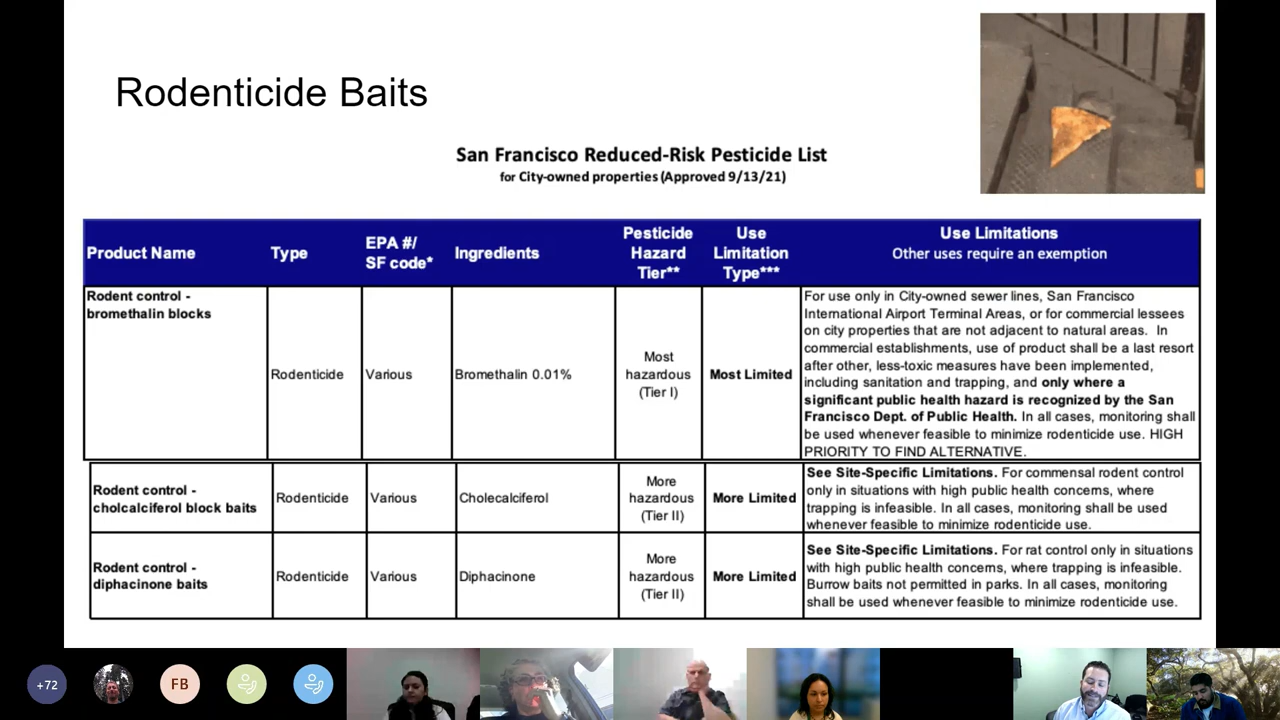 Rodenticide Baits
San Francisco Reduced-Risk Pesticide List
for City-owned properties (Approved 9/13/21)
Product Name
Type
EPA #/
SF code*
Ingredients
Pesticide
Hazard
Tier**
Use
Limitation
Type***
Use Limitations
Other uses require an exemption
Rodent control -
bromethalin blocks
Rodenticide
Various
Bromethalin 0.01%
Most
hazardous
(Tier I)
Most Limited
For use only in City-owned sewer lines, San Francisco
International Airport Terminal Areas, or for commercial lessees
on city properties that are not adjacent to natural areas. In
commercial establishments, use of product shall be a last resort
after other, less-toxic measures have been implemented,
including sanitation and trapping, and only where a
significant public health hazard is recognized by the San
Francisco Dept. of Public Health. In all cases, monitoring shall
be used whenever feasible to minimize rodenticide use. HIGH
PRIORITY TO FIND ALTERNATIVE.
Rodent control -
cholcalciferol block baits
Rodenticide
Various
Cholecalciferol
More
hazardous
(Tier II)
More Limited
See Site-Specific Limitations. For commensal rodent control
only in situations with high public health concerns, where
trapping is infeasible. In all cases, monitoring shall be used
whenever feasible to minimize rodenticide use.
Rodent control -
diphacinone baits
Rodenticide
Various
Diphacinone
More
hazardous
(Tier II)
More Limited
See Site-Specific Limitations. For rat control only in situations
with high public health concerns, where trapping is infeasible.
Burrow baits not permitted in parks. In all cases, monitoring
shall be used whenever feasible to minimize rodenticide use.
+72
FB